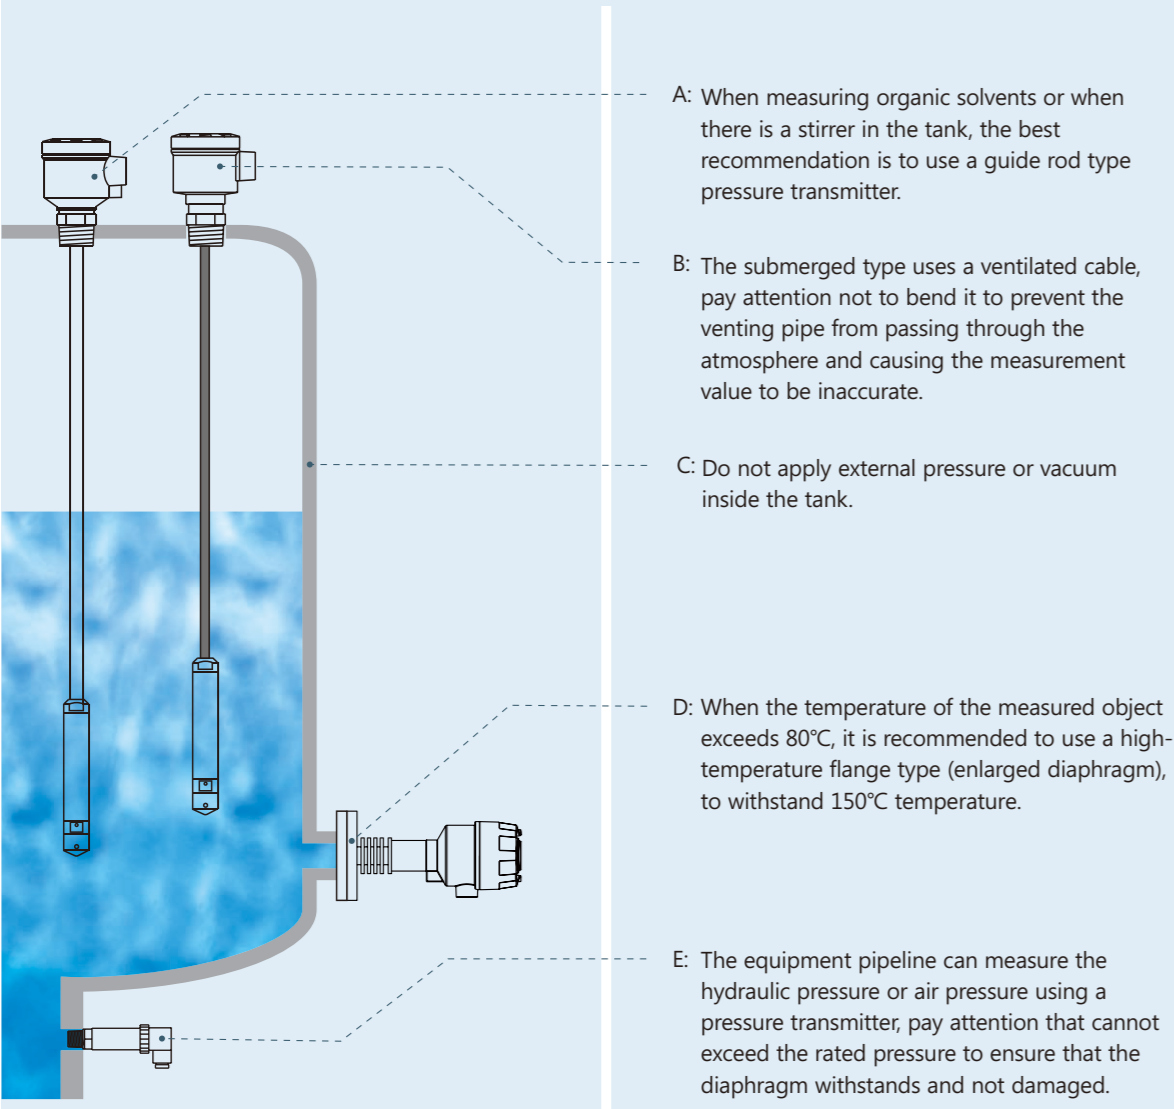 A: When measuring organic solvents or when
there is a stirrer in the tank, the best
recommendation is to use a guide rod type
pressure transmitter.
B: The submerged type uses a ventilated cable,
pay attention not to bend it to prevent the
venting pipe from passing through the
atmosphere and causing the measurement
value to be inaccurate.
C: Do not apply external pressure or vacuum
inside the tank.
D: When the temperature of the measured object
exceeds 80℃, it is recommended to use a high-
temperature flange type (enlarged diaphragm),
to withstand 150℃ temperature.
E: The equipment pipeline can measure the
hydraulic pressure or air pressure using a
pressure transmitter, pay attention that cannot
exceed the rated pressure to ensure that the
diaphragm withstands and not damaged.